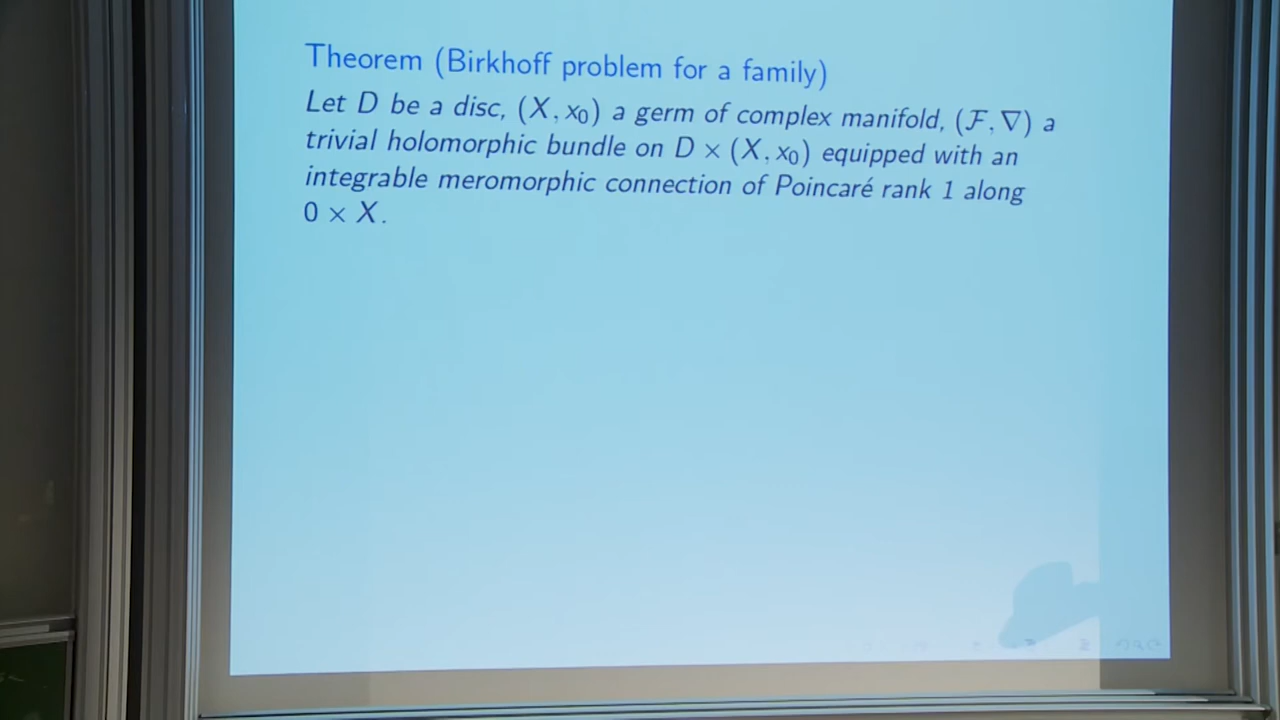 Theorem (Birkhoff problem for a family)
Let D be a disc, (X, x₀) a germ of complex manifold, (ℱ, ∇) a
trivial holomorphic bundle on D × (X, x₀) equipped with an
integrable meromorphic connection of Poincaré rank 1 along
0 × X.